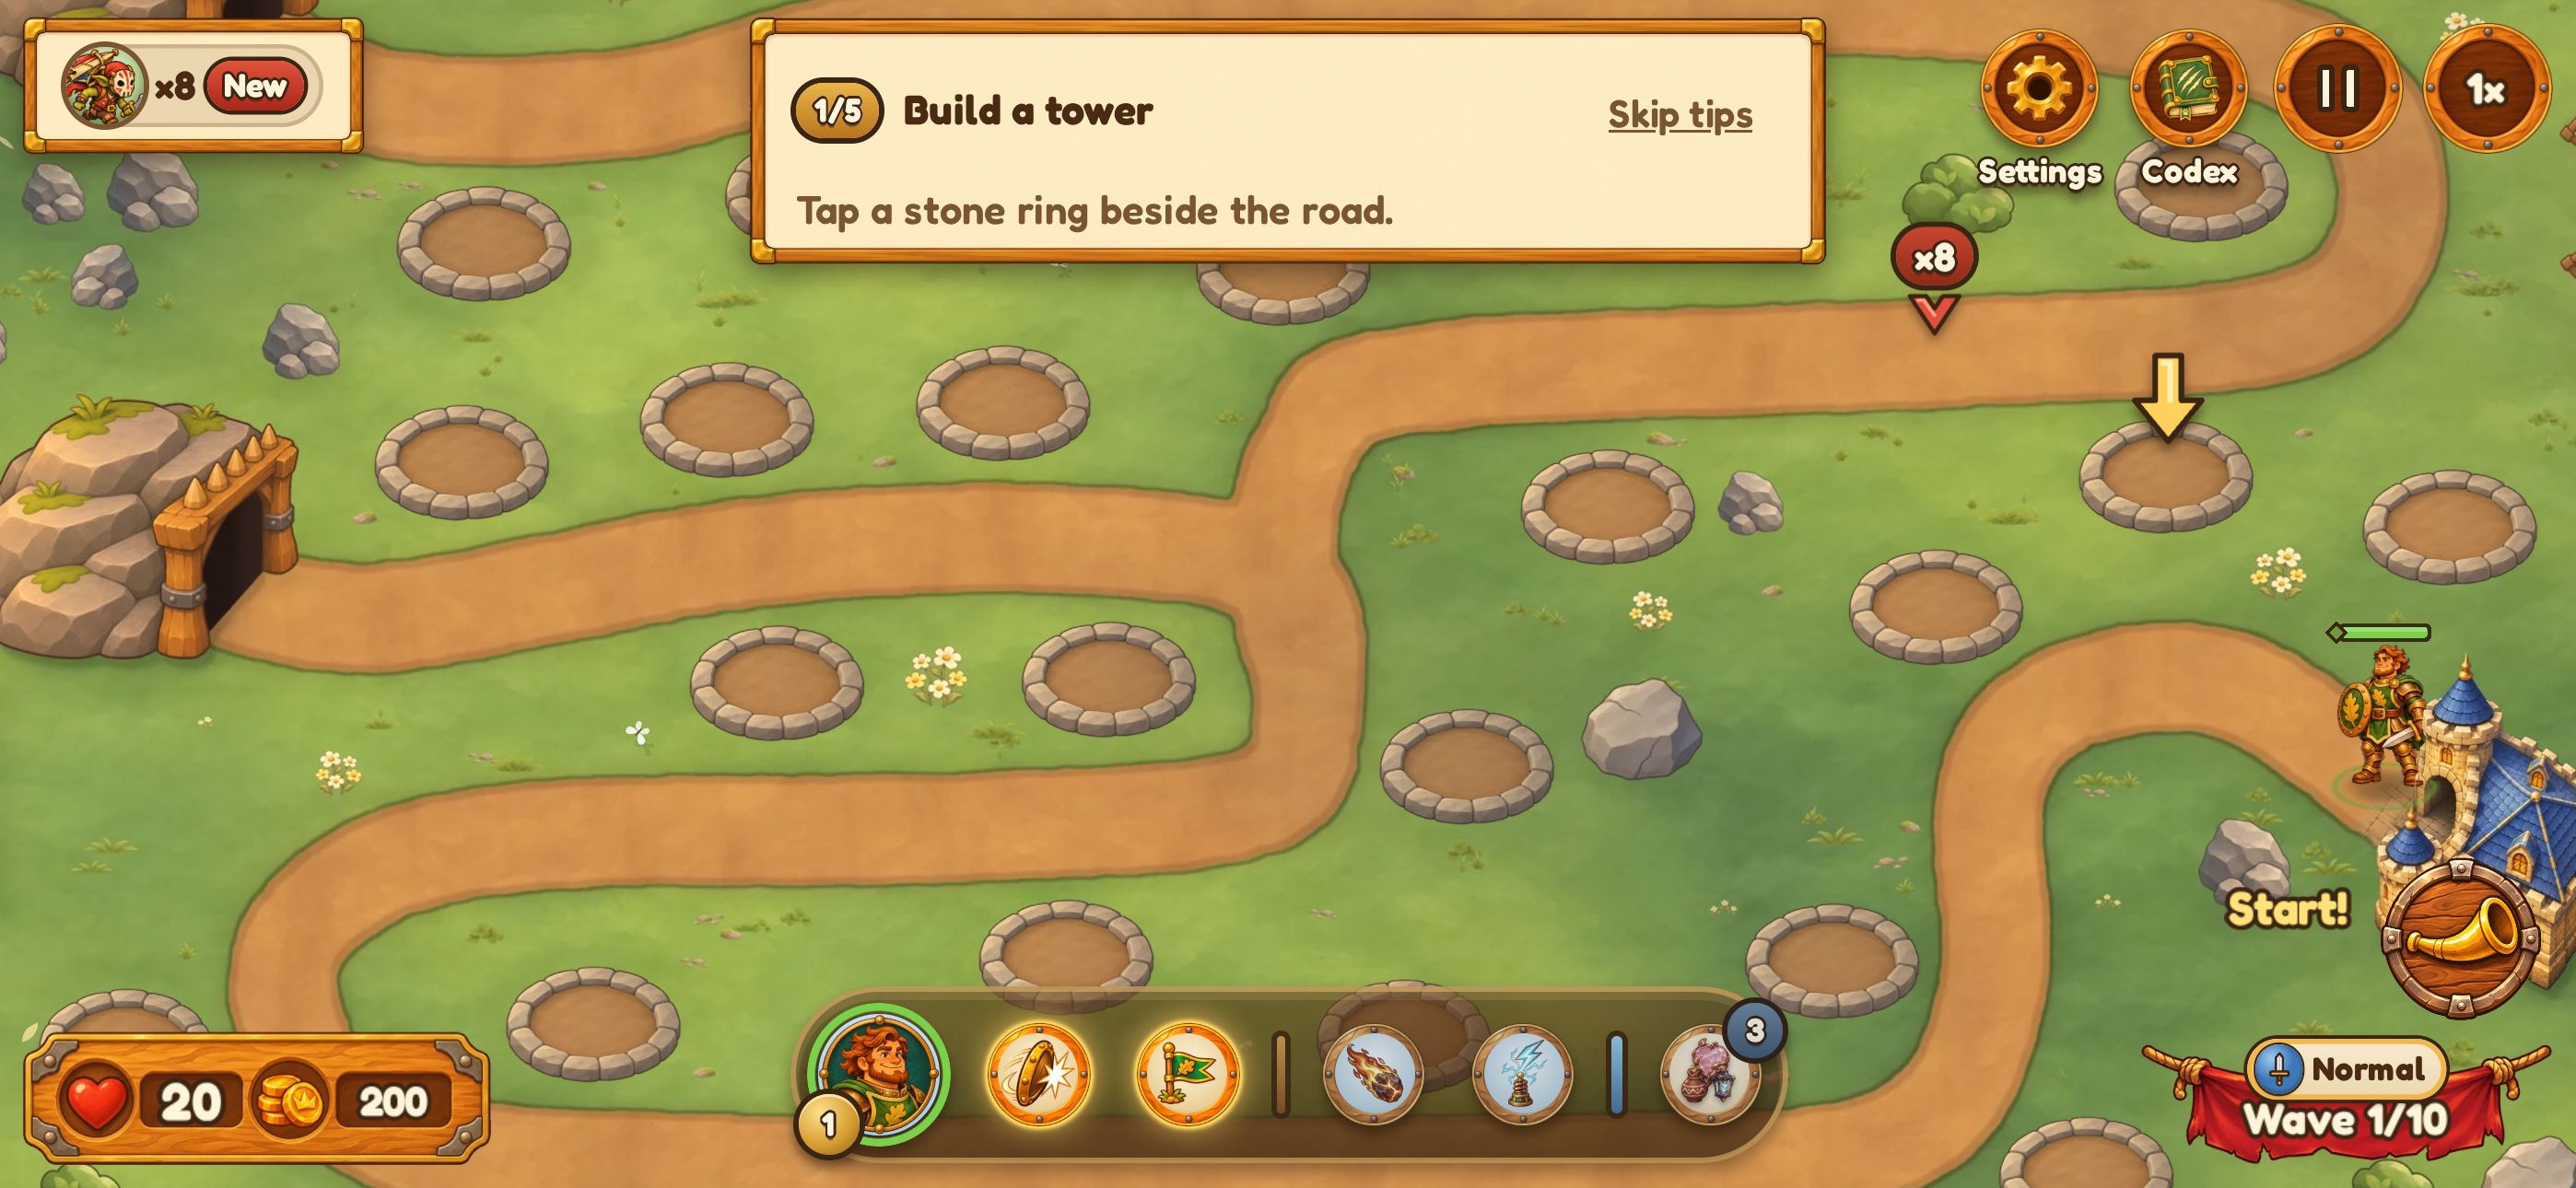 x8 New
1/5 Build a tower Skip tips
Tap a stone ring beside the road.
1x
Settings Codex
x8
Start!
20 200
1
3
Normal
Wave 1/10